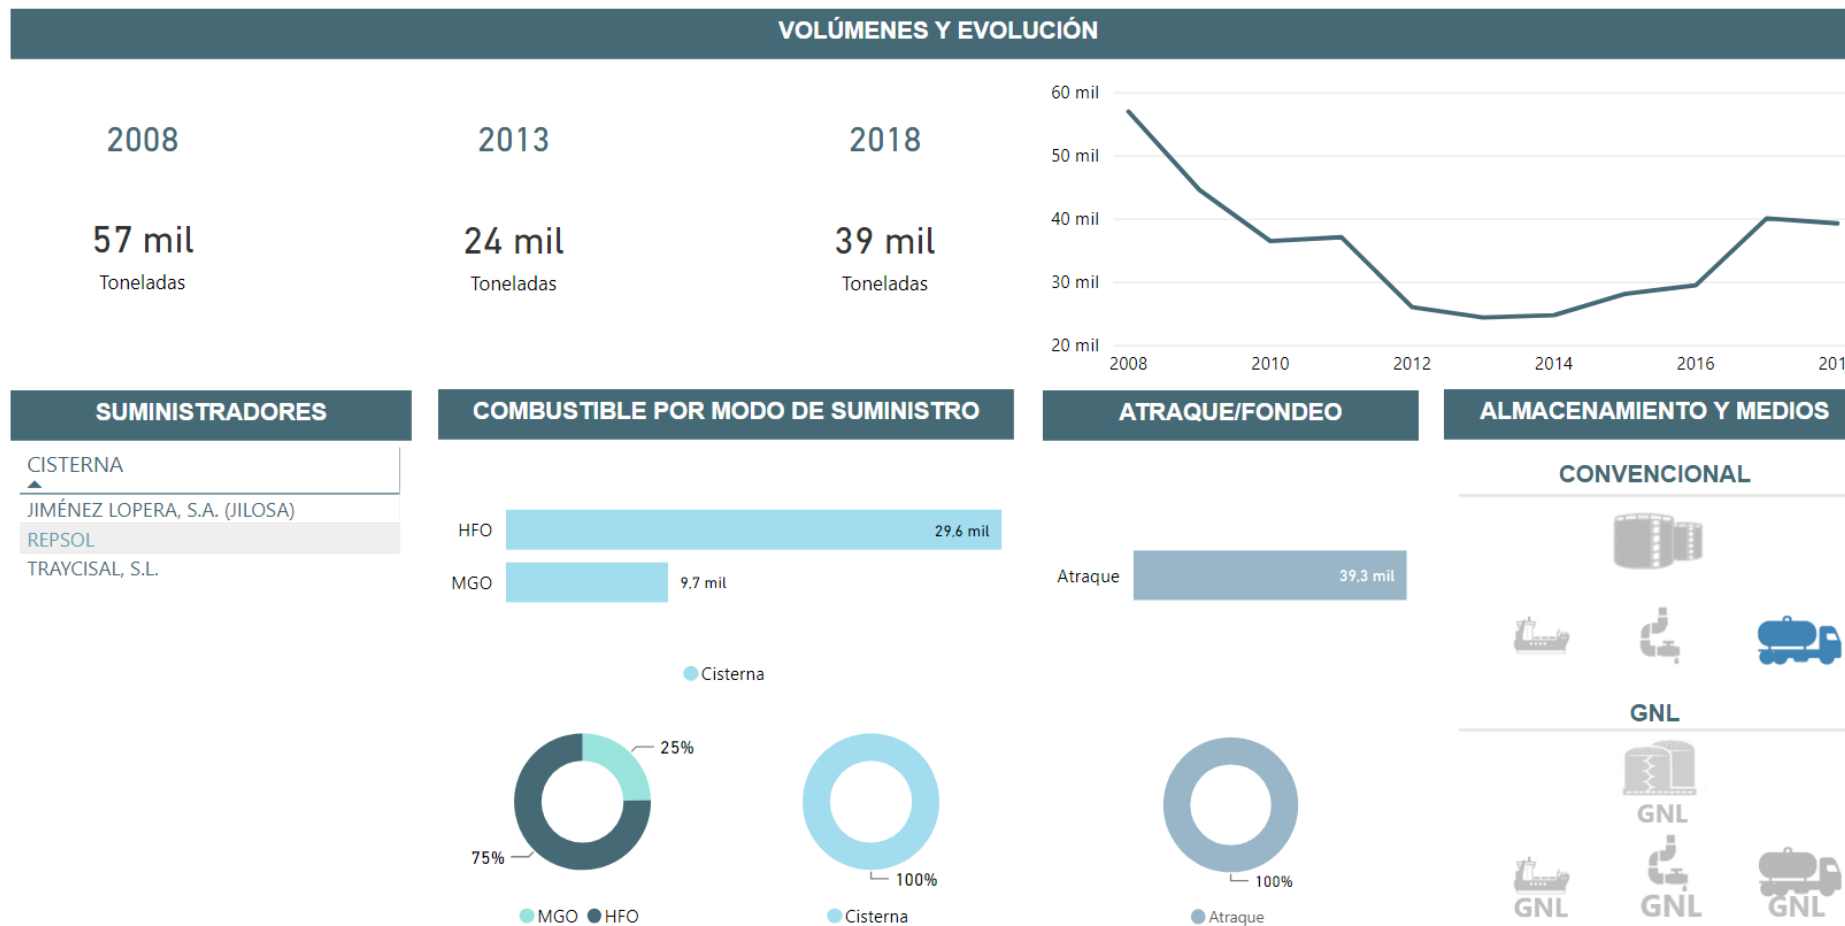 VOLÚMENES Y EVOLUCIÓN
2008
2013
2018
57 mil
Toneladas
24 mil
Toneladas
39 mil
Toneladas
60 mil
50 mil
40 mil
30 mil
20 mil
2008
2010
2012
2014
2016
201
SUMINISTRADORES
CISTERNA
JIMÉNEZ LOPERA, S.A. (JILOSA)
REPSOL
TRAYCISAL, S.L.
COMBUSTIBLE POR MODO DE SUMINISTRO
HFO
29,6 mil
MGO
9,7 mil
Cisterna
25%
75%
MGO
HFO
100%
Cisterna
ATRAQUE/FONDEO
Atraque
39,3 mil
100%
Atraque
ALMACENAMIENTO Y MEDIOS
CONVENCIONAL
GNL
GNL
GNL
GNL
GNL